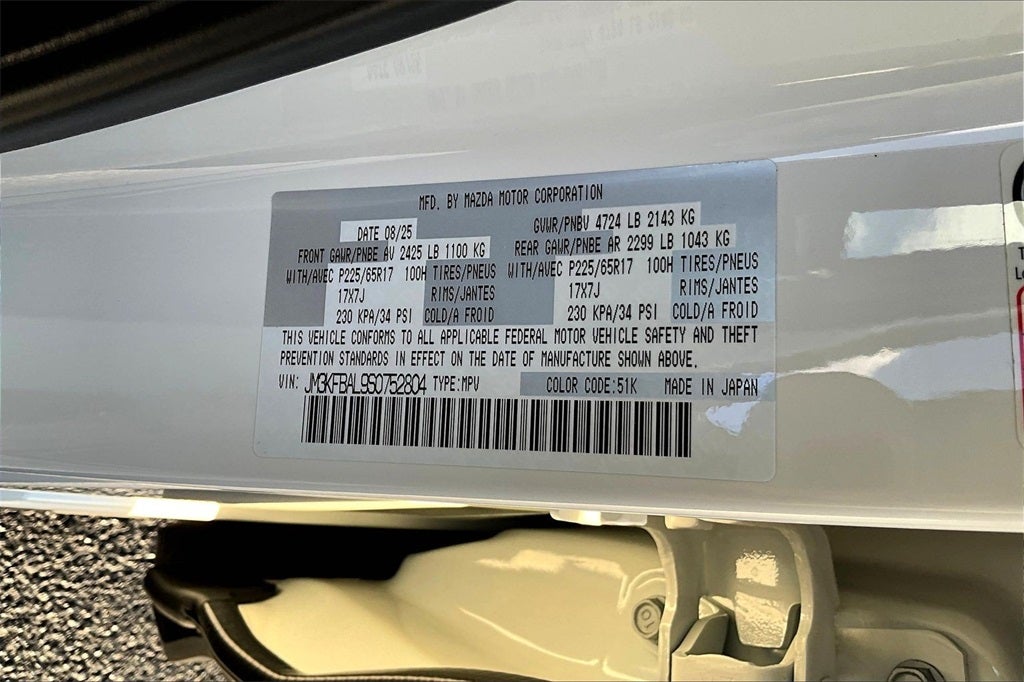 MFD. BY MAZDA MOTOR CORPORATION
DATE 08/25 GVWR/PNBV 4724 LB 2143 KG
FRONT GAWR/PNBE AV 2425 LB 1100 KG REAR GAWR/PNBE AR 2299 LB 1043 KG
WITH/AVEC P225/65R17 100H TIRES/PNEUS WITH/AVEC P225/65R17 100H TIRES/PNEUS
17X7J RIMS/JANTES 17X7J RIMS/JANTES
230 KPA/34 PSI COLD/A FROID 230 KPA/34 PSI COLD/A FROID
THIS VEHICLE CONFORMS TO ALL APPLICABLE FEDERAL MOTOR VEHICLE SAFETY AND THEFT
PREVENTION STANDARDS IN EFFECT ON THE DATE OF MANUFACTURE SHOWN ABOVE.
VIN: JM3KFBAL9S0752804 TYPE:MPV COLOR CODE:51K MADE IN JAPAN